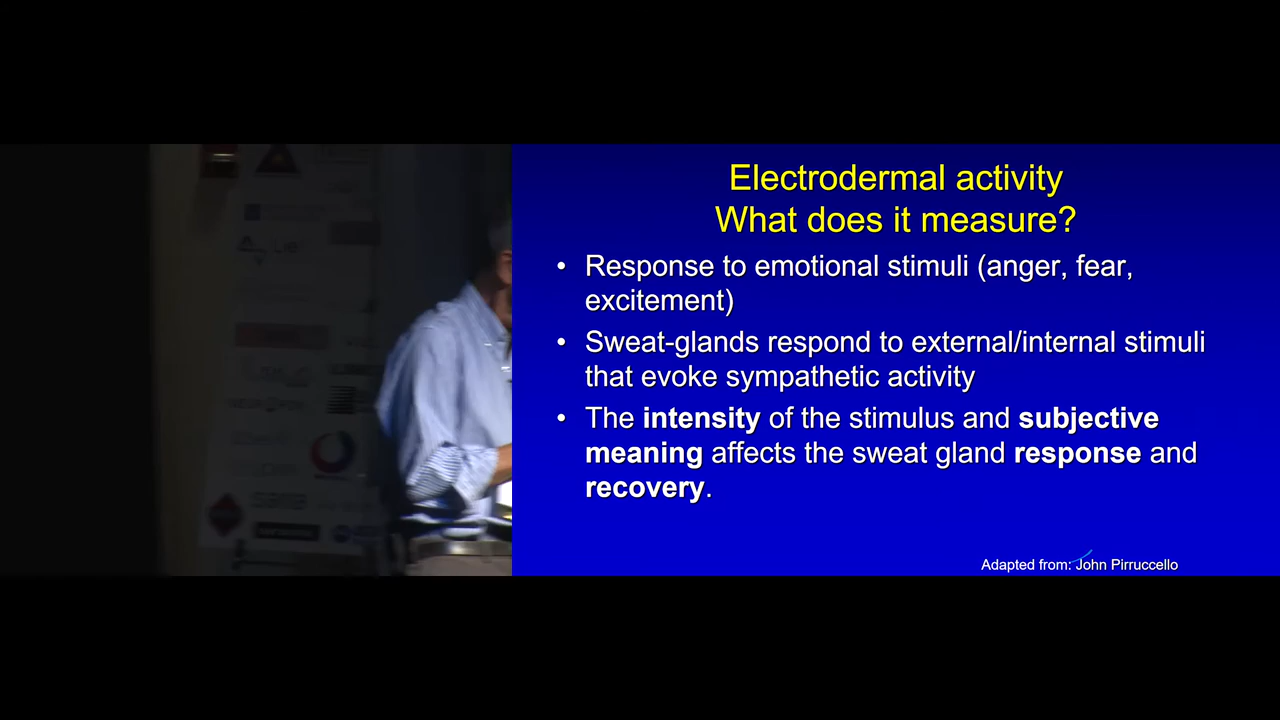 Electrodermal activity
What does it measure?
• Response to emotional stimuli (anger, fear,
excitement)
• Sweat-glands respond to external/internal stimuli
that evoke sympathetic activity
• The intensity of the stimulus and subjective
meaning affects the sweat gland response and
recovery.
Adapted from: John Pirruccello